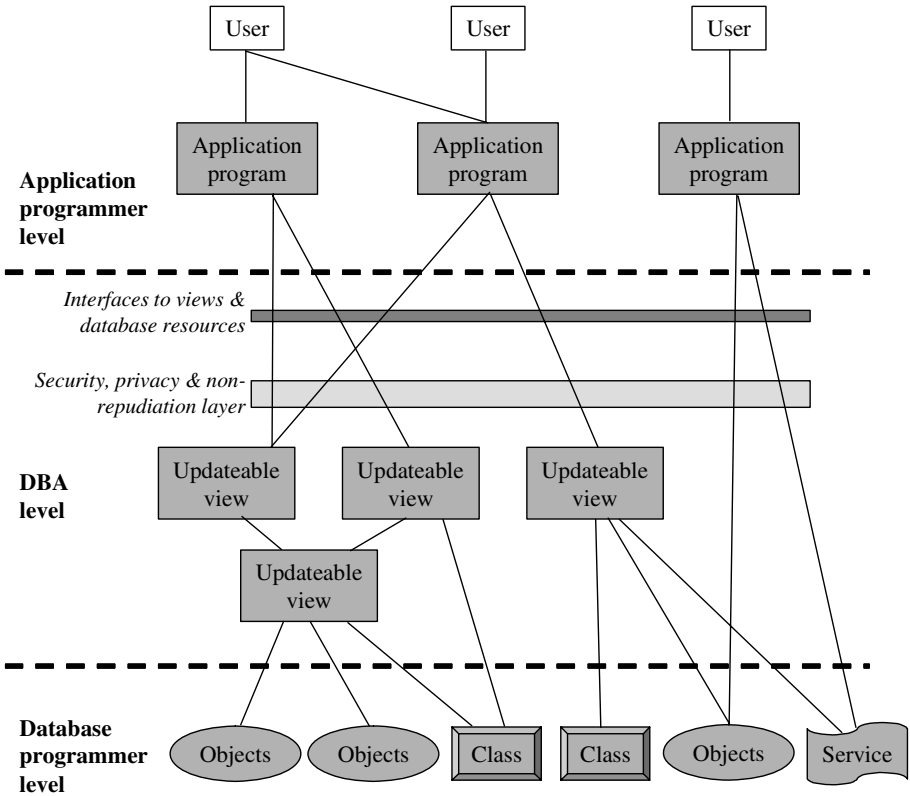 User
User
User
Application
program
Application
program
Application
program
Application
programmer
level
Interfaces to views &
database resources
Security, privacy & non-
repudiation layer
DBA
level
Updateable
view
Updateable
view
Updateable
view
Updateable
view
Database
programmer
level
Objects
Objects
Class
Class
Objects
Service